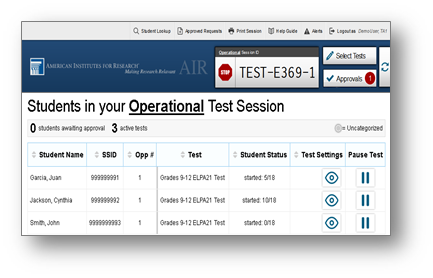 Student Lookup Approved Requests Print Session Help Guide Alerts Logout as DemoUser, TA1
AMERICAN INSTITUTES FOR RESEARCH
Making Research Relevant
AIR
Operational Session ID
STOP TEST-E369-1
Select Tests
Approvals 1
Students in your Operational Test Session
0 students awaiting approval 3 active tests = Uncategorized
Student Name SSID Opp # Test Student Status Test Settings Pause Test
Garcia, Juan 999999991 1 Grades 9-12 ELPA21 Test started: 5/18
Jackson, Cynthia 999999992 1 Grades 9-12 ELPA21 Test started: 10/18
Smith, John 9999999993 1 Grades 9-12 ELPA21 Test started: 0/18